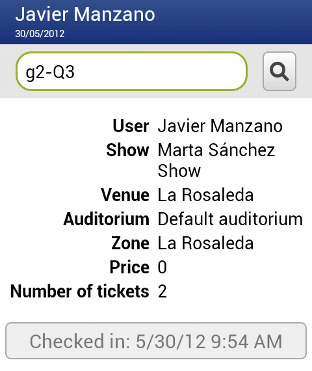 Javier Manzano
30/05/2012
g2-Q3
User Javier Manzano
Show Marta Sánchez
Show
Venue La Rosaleda
Auditorium Default auditorium
Zone La Rosaleda
Price 0
Number of tickets 2
Checked in: 5/30/12 9:54 AM